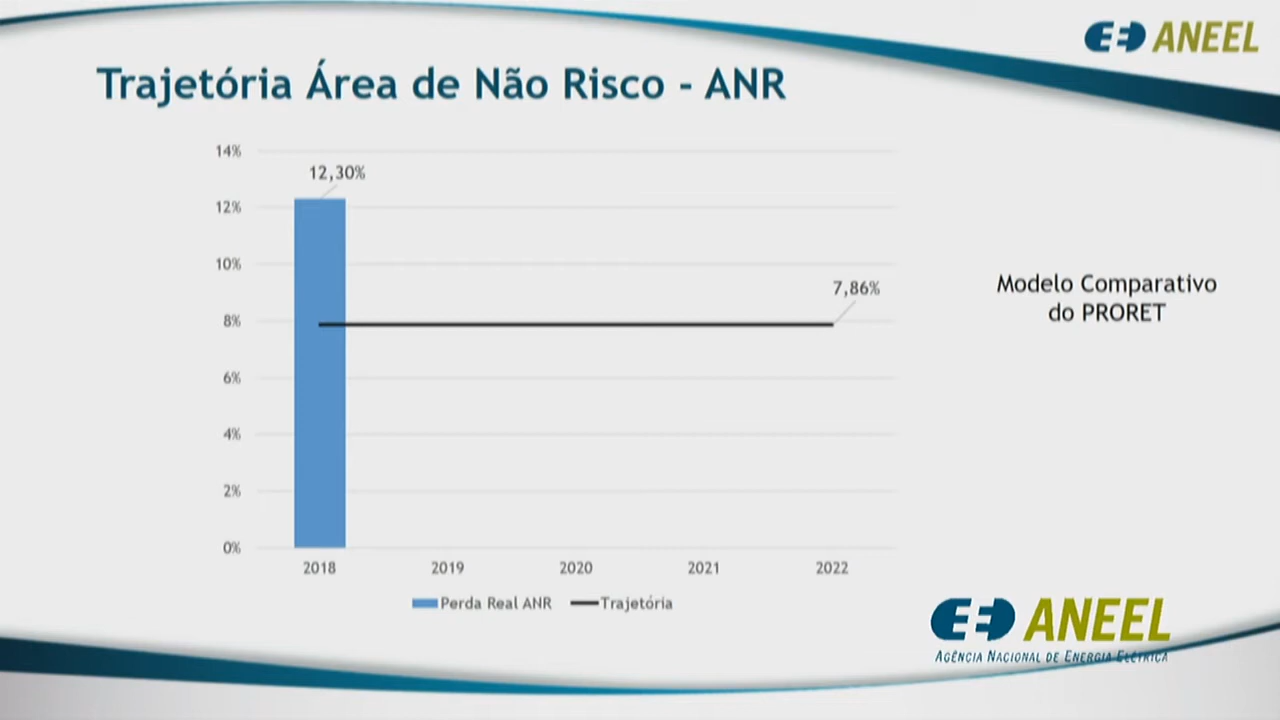 ANEEL
Trajetória Área de Não Risco - ANR
14%
12,30%
12%
10%
7,86%
8%
6%
4%
2%
0%
2018 2019 2020 2021 2022
Perda Real ANR Trajetória
Modelo Comparativo
do PRORET
ANEEL
AGÊNCIA NACIONAL DE ENERGIA ELÉTRICA